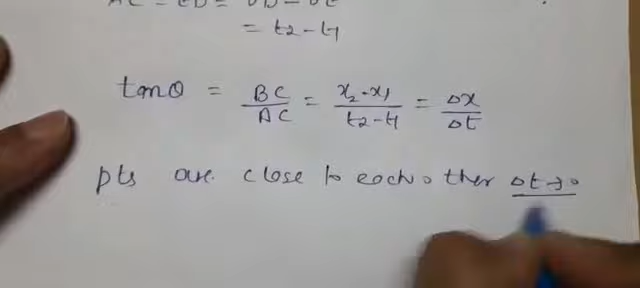 = t2-t1
tanθ = BC/AC = x2-x1/t2-t1 = Δx/Δt
pts are close to each other Δt→0